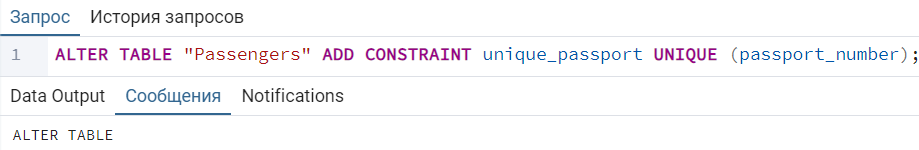 Запрос История запросов
1 ALTER TABLE "Passengers" ADD CONSTRAINT unique_passport UNIQUE (passport_number);
Data Output Сообщения Notifications
ALTER TABLE